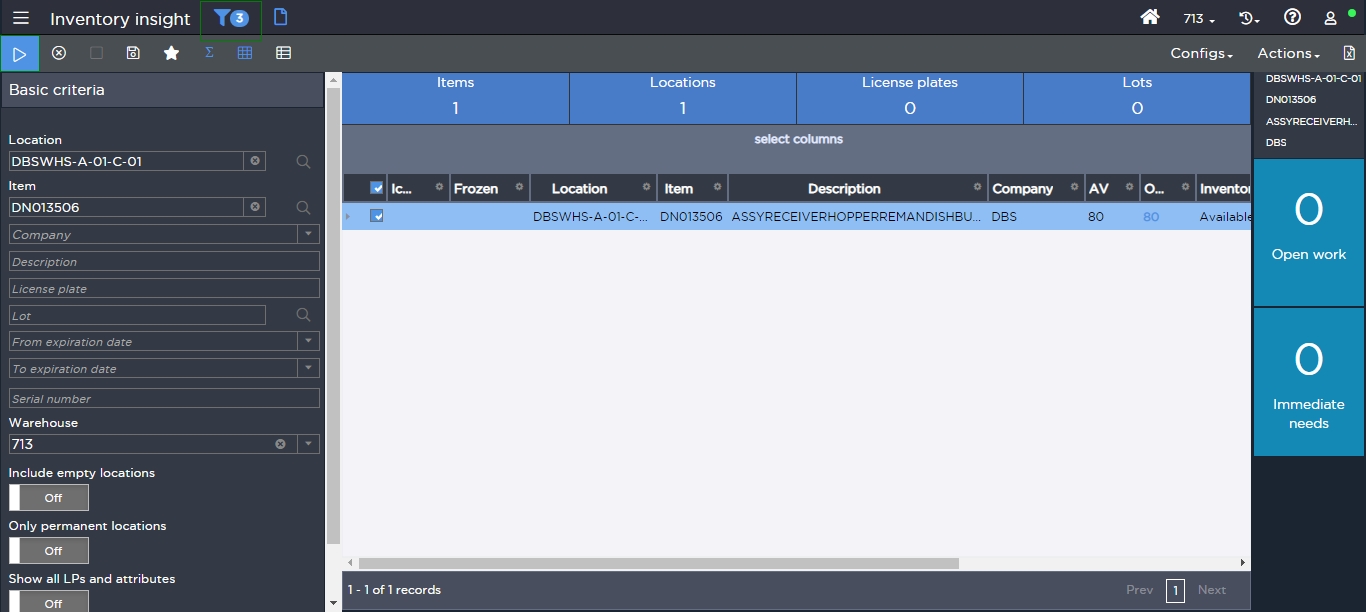 Inventory insight
3
713
Configs
Actions
Basic criteria
Location
DBSWHS-A-01-C-01
Item
DN013506
Company
Description
License plate
Lot
From expiration date
To expiration date
Serial number
Warehouse
713
Include empty locations
Off
Only permanent locations
Off
Show all LPs and attributes
Off
Items Locations License plates Lots
1 1 0 0
select columns
Ic... Frozen Location Item Description Company AV O... Inventor
DBSWHS-A-01-C-... DN013506 ASSYRECEIVERHOPPERREMANDISHBU... DBS 80 80 Available
1 - 1 of 1 records
Prev 1 Next
DBSWHS-A-01-C-01
DN013506
ASSYRECEIVERH...
DBS
0
Open work
0
Immediate
needs